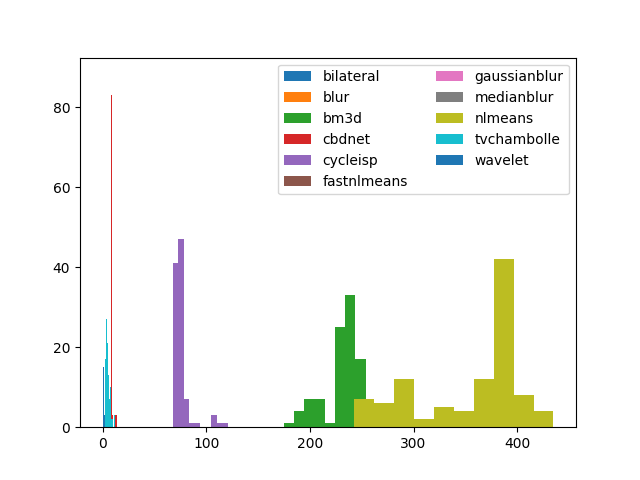 bilateral
blur
bm3d
cbdnet
cycleisp
fastnlmeans
gaussianblur
medianblur
nlmeans
tvchambolle
wavelet
80
60
40
20
0
0 100 200 300 400